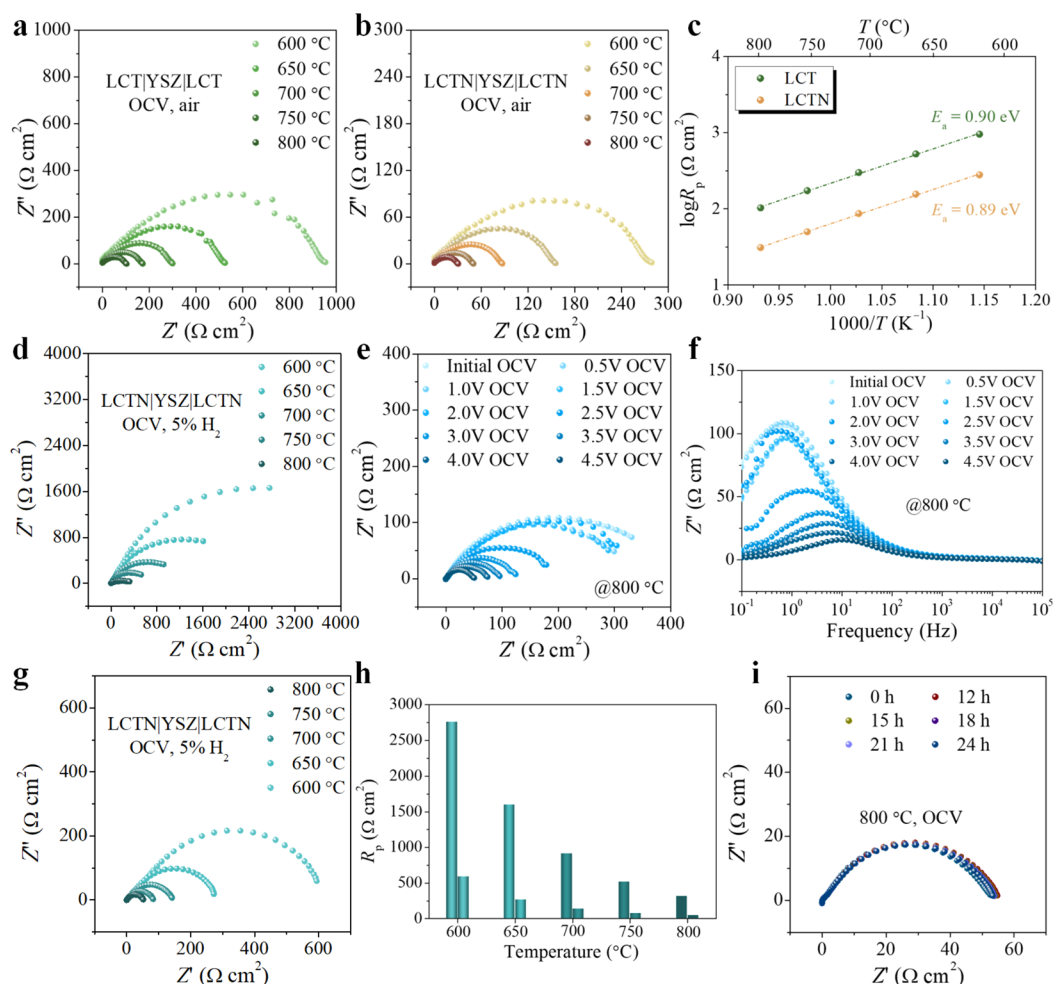 a
1000
800
600
400
200
0
Z'' (Ω cm²)
LCT|YSZ|LCT
OCV, air
600 °C
650 °C
700 °C
750 °C
800 °C
0 200 400 600 800 1000
Z' (Ω cm²)
b
300
240
180
120
60
0
Z'' (Ω cm²)
LCTN|YSZ|LCTN
OCV, air
600 °C
650 °C
700 °C
750 °C
800 °C
0 60 120 180 240 300
Z' (Ω cm²)
c
T (°C)
800 750 700 650 600
LCT
LCTN
Eₐ = 0.90 eV
Eₐ = 0.89 eV
4
3
2
1
logRₚ (Ω cm²)
0.90 0.95 1.00 1.05 1.10 1.15 1.20
1000/T (K⁻¹)
d
4000
3400
2800
2200
1600
400
0
Z'' (Ω cm²)
LCTN|YSZ|LCTN
OCV, 5% H₂
600 °C
650 °C
700 °C
750 °C
800 °C
0 800 1600 2400 3200 4000
Z' (Ω cm²)
e
400
300
200
100
0
Z'' (Ω cm²)
Initial OCV 0.5V OCV
1.0V OCV 1.5V OCV
2.0V OCV 2.5V OCV
3.0V OCV 3.5V OCV
4.0V OCV 4.5V OCV
@800 °C
0 100 200 300 400
Z' (Ω cm²)
f
150
100
50
0
Z'' (Ω cm²)
Initial OCV 0.5V OCV
1.0V OCV 1.5V OCV
2.0V OCV 2.5V OCV
3.0V OCV 3.5V OCV
4.0V OCV 4.5V OCV
@800 °C
10⁻¹ 10⁰ 10¹ 10² 10³ 10⁴ 10⁵
Frequency (Hz)
g
600
400
200
0
Z'' (Ω cm²)
LCTN|YSZ|LCTN
OCV, 5% H₂
800 °C
750 °C
700 °C
650 °C
600 °C
0 200 400 600
Z' (Ω cm²)
h
3000
2500
2000
1500
1000
500
0
Rₚ (Ω cm²)
600 650 700 750 800
Temperature (°C)
i
60
40
20
0
Z'' (Ω cm²)
0 h 12 h
15 h 18 h
21 h 24 h
800 °C, OCV
0 20 40 60
Z' (Ω cm²)